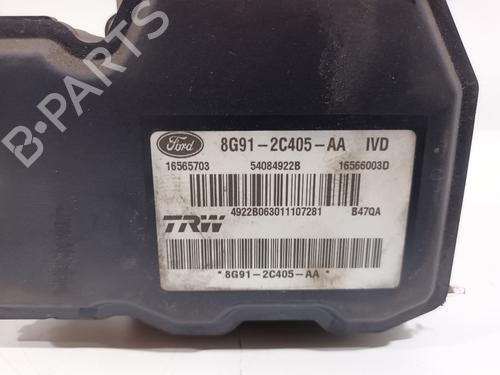 B-PARTS
Ford 8G91-2C405-AA IVD
16565703 54084922B 16566003D
4922B063011107281 B47QA
TRW
*8G91-2C405-AA*